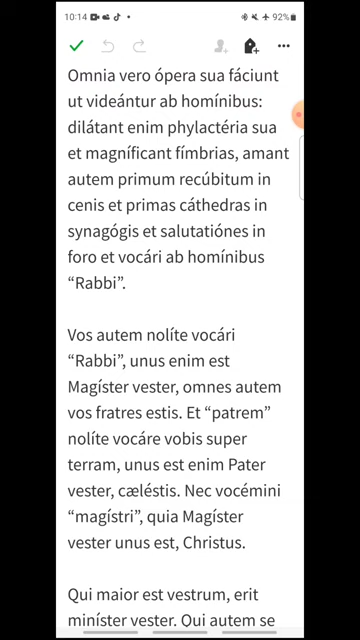 10:14
92%
Omnia vero ópera sua fáciunt
ut videántur ab homínibus:
dilátant enim phylactéria sua
et magníficant fímbrias, amant
autem primum recúbitum in
cenis et primas cáthedras in
synagógis et salutatiónes in
foro et vocári ab homínibus
“Rabbi”.
Vos autem nolíte vocári
“Rabbi”, unus enim est
Magíster vester, omnes autem
vos fratres estis. Et “patrem”
nolíte vocáre vobis super
terram, unus est enim Pater
vester, cæléstis. Nec vocémini
“magístri”, quia Magíster
vester unus est, Christus.
Qui maior est vestrum, erit
miníster vester. Qui autem se